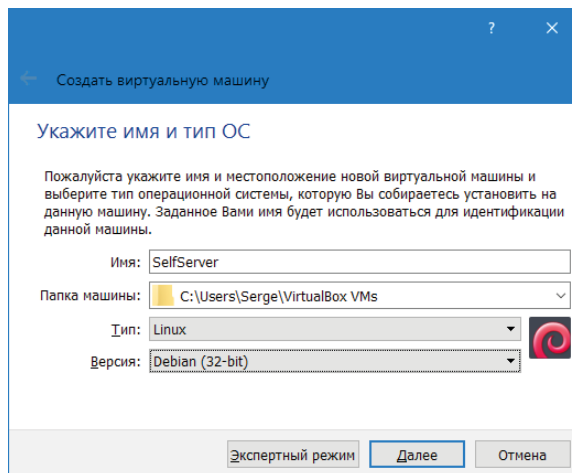 ?
Создать виртуальную машину
Укажите имя и тип ОС
Пожалуйста укажите имя и местоположение новой виртуальной машины и
выберите тип операционной системы, которую Вы собираетесь установить на
данную машину. Заданное Вами имя будет использоваться для идентификации
данной машины.
Имя: SelfServer
Папка машины: C:\Users\Serge\VirtualBox VMs
Тип: Linux
Версия: Debian (32-bit)
Экспертный режим Далее Отмена